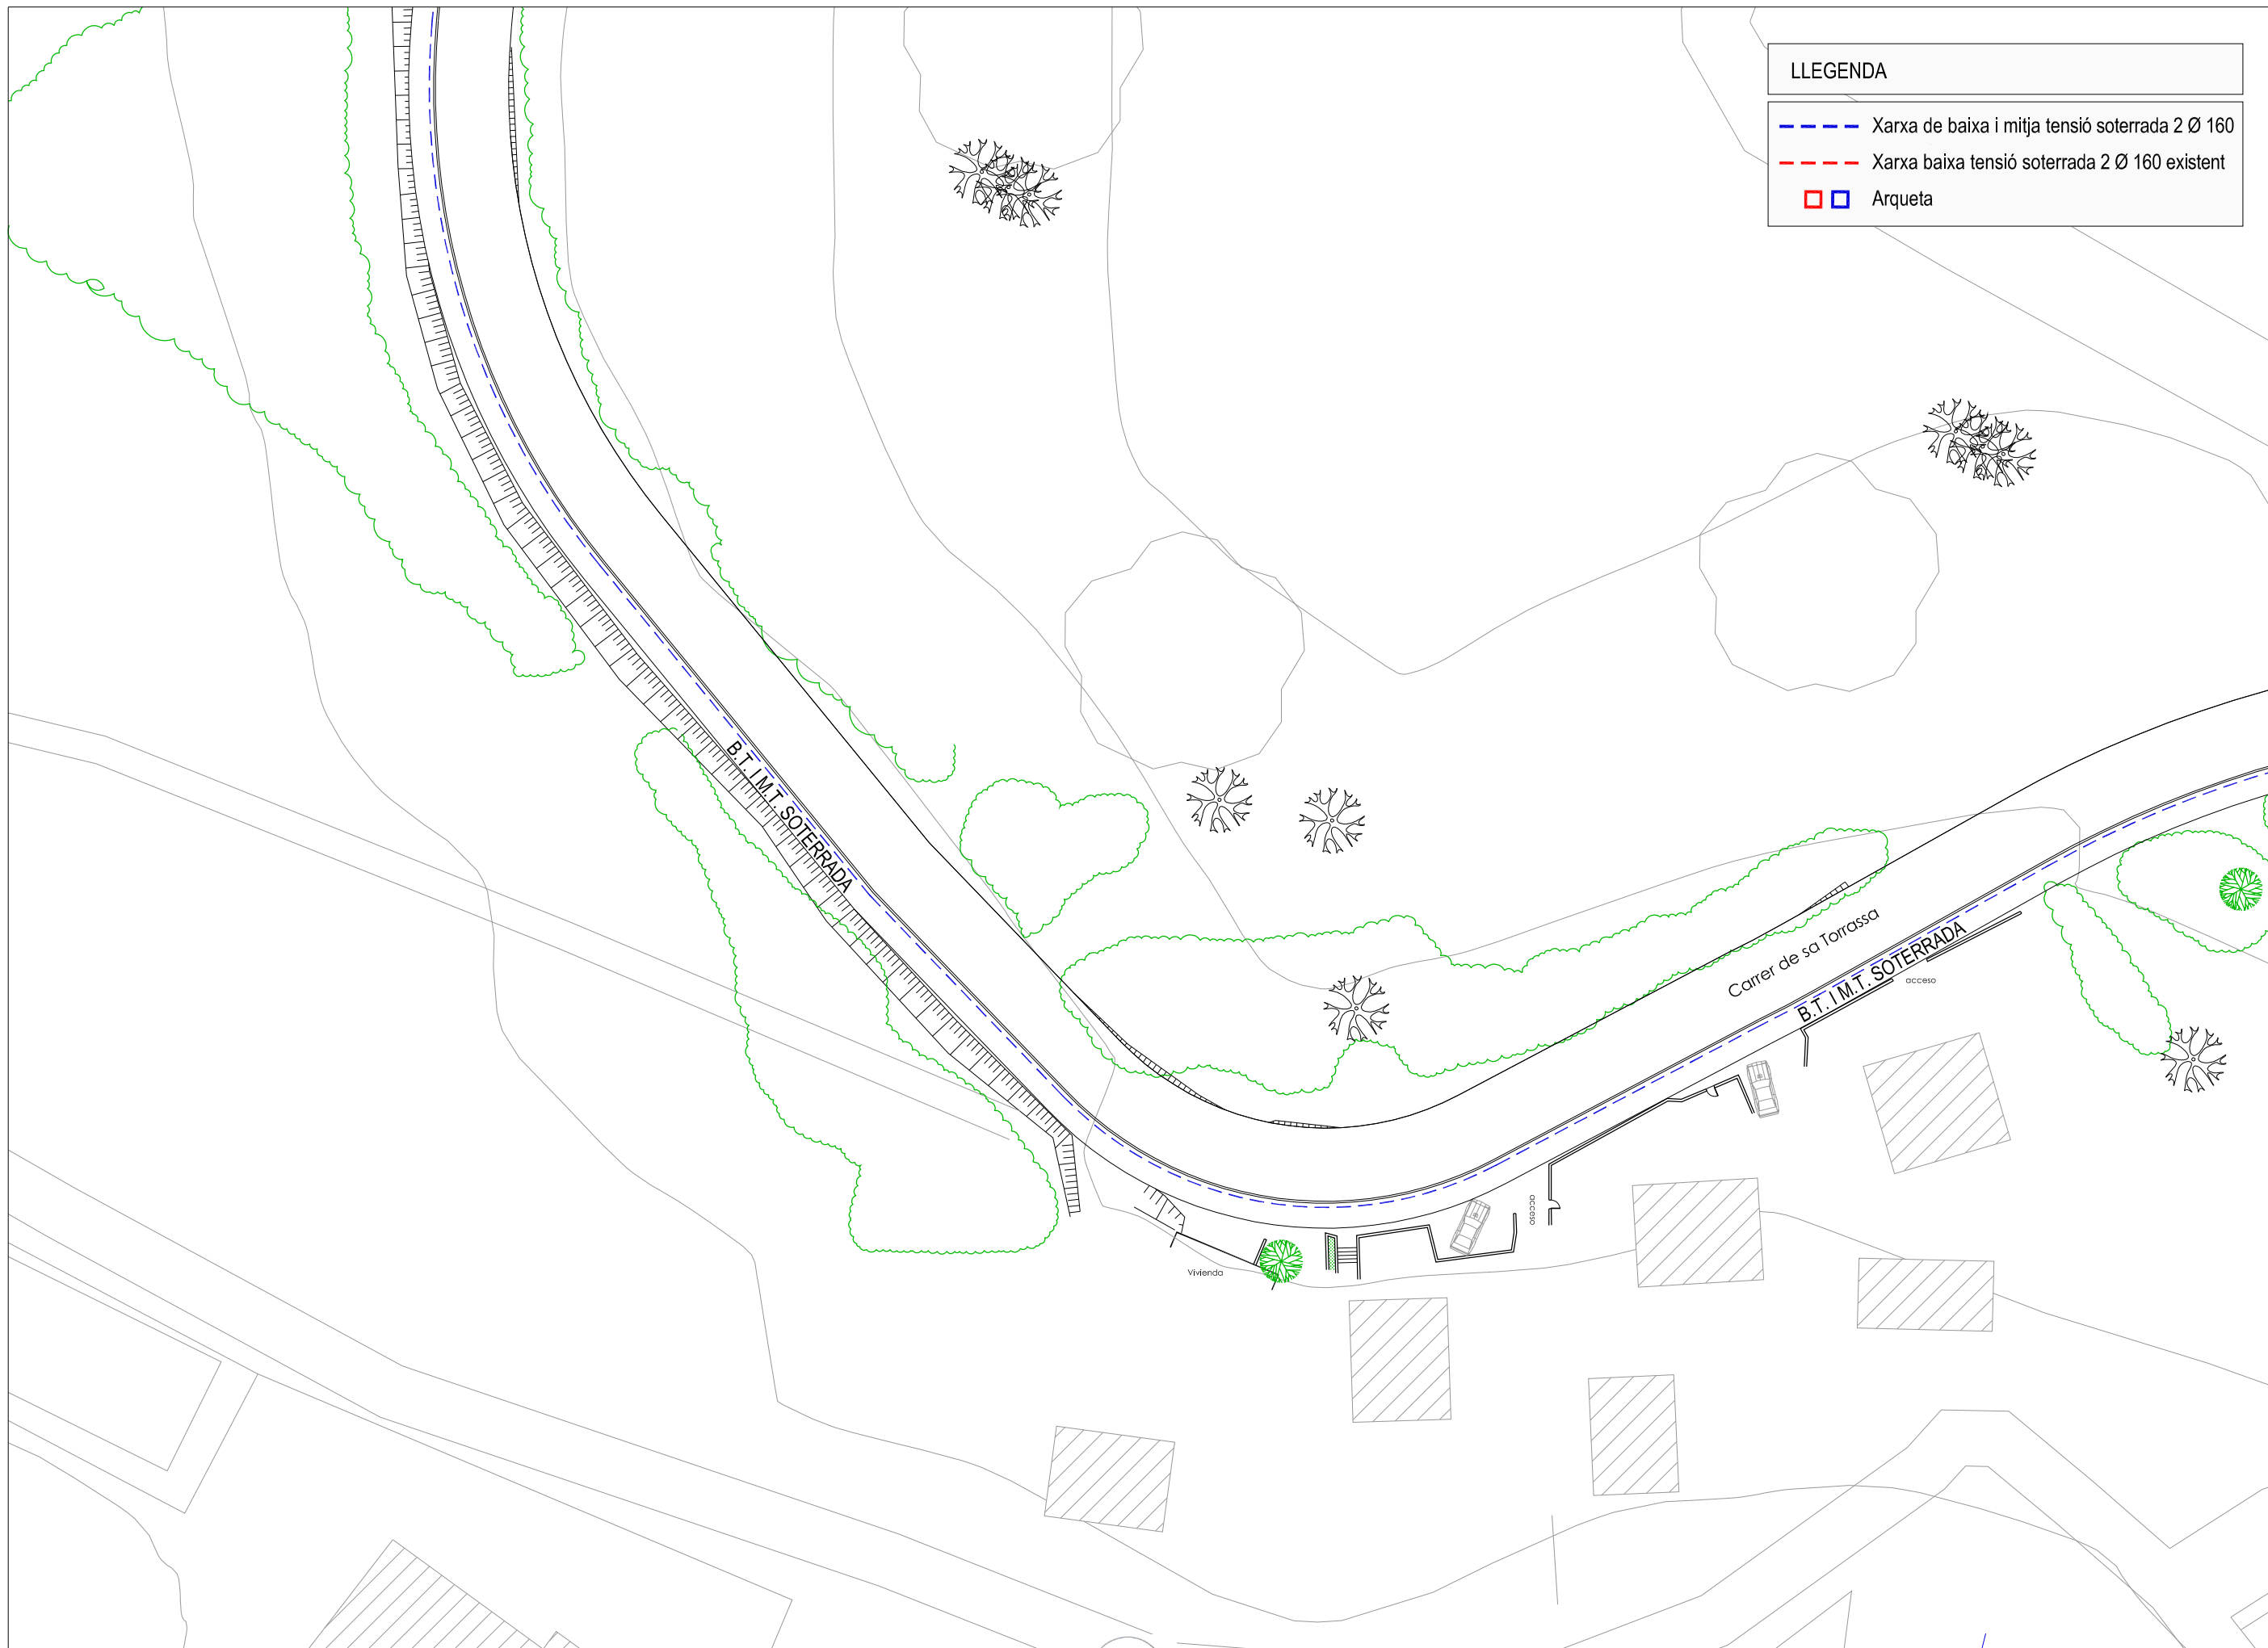 LLEGENDA
Xarxa de baixa i mitja tensió soterrada 2 Ø 160
Xarxa baixa tensió soterrada 2 Ø 160 existent
Arqueta
B.T. I M.T. SOTERRADA
Carrer de sa Torrassa
B.T. I M.T. SOTERRADA
acceso
acceso
Vivienda